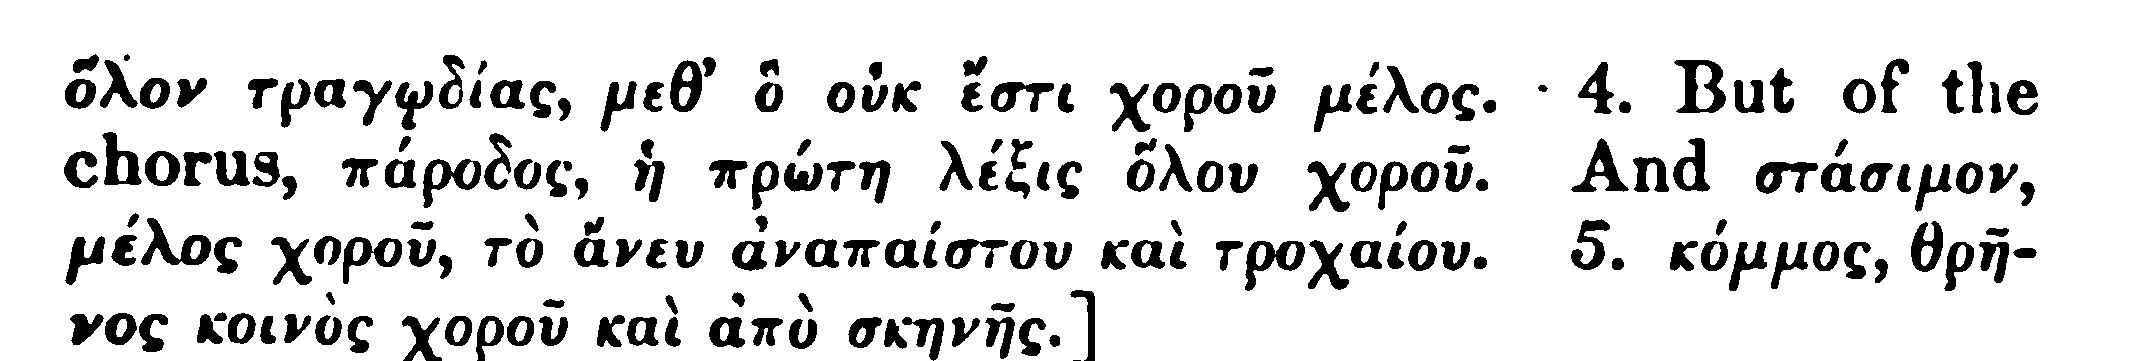 ὅλον τραγῳδίας, μεθ’ ὃ οὐκ ἔστι χοροῦ μέλος. 4. But of the
chorus, πάροδος, ἡ πρώτη λέξις ὅλου χοροῦ. And στάσιμον,
μέλος χοροῦ, τὸ ἄνευ ἀναπαίστου καὶ τροχαίου. 5. κόμμος, θρῆ-
νος κοινὸς χοροῦ καὶ ἀπὸ σκηνῆς.]